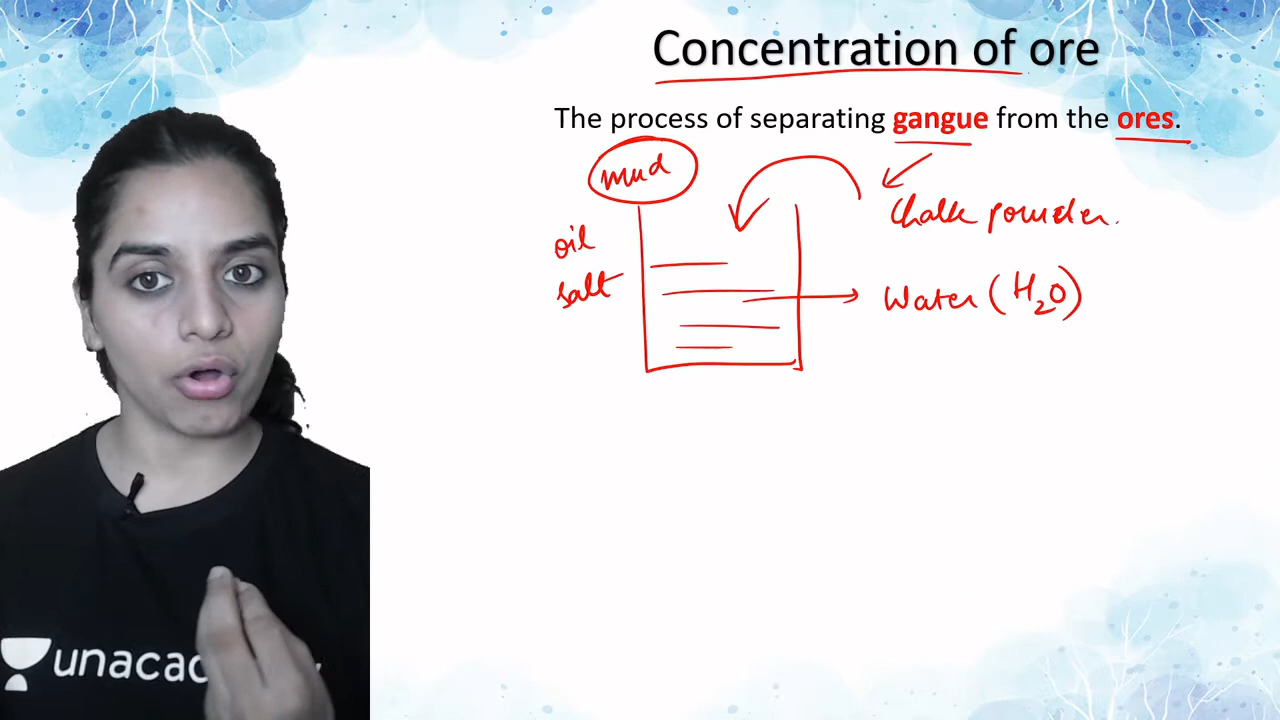 Concentration of ore
The process of separating gangue from the ores.
mud
chalk powder.
oil
salt
Water (H₂O)
unacad